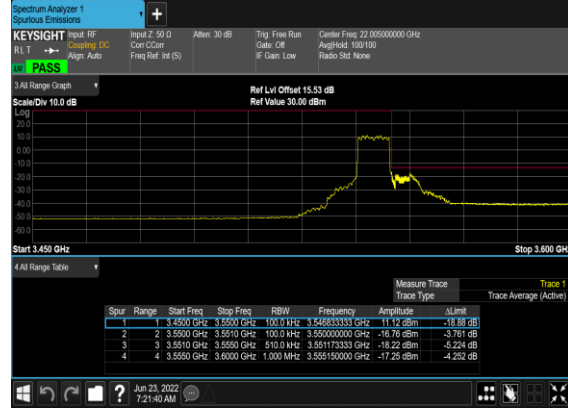 Spectrum Analyzer 1
Spurious Emissions
KEYSIGHT Input: RF Input Z: 50 Ω Atten: 30 dB Trig: Free Run Center Freq: 22.005000000 GHz
RLT Coupling: DC Corr CCorr Gate: Off Avg|Hold: 100/100
Align: Auto Freq Ref: Int (S) IF Gain: Low Radio Std: None
PASS
3 All Range Graph
Ref Lvl Offset 15.53 dB
Scale/Div 10.0 dB Ref Value 30.00 dBm
Log
20.0
10.0
0.00
-10.0
-20.0
-30.0
-40.0
-50.0
-60.0
Start 3.450 GHz Stop 3.600 GH
4 All Range Table
Measure Trace Trace 1
Trace Type Trace Average (Active)
Spur Range Start Freq Stop Freq RBW Frequency Amplitude ΔLimit
1 1 3.4500 GHz 3.5500 GHz 100.0 kHz 3.546833333 GHz 11.12 dBm -18.88 dB
2 2 3.5500 GHz 3.5510 GHz 100.0 kHz 3.550000000 GHz -16.76 dBm -3.761 dB
3 3 3.5510 GHz 3.5550 GHz 510.0 kHz 3.551173333 GHz -18.22 dBm -5.224 dB
4 4 3.5550 GHz 3.6000 GHz 1.000 MHz 3.555150000 GHz -17.25 dBm -4.252 dB
? Jun 23, 2022
7:21:40 AM